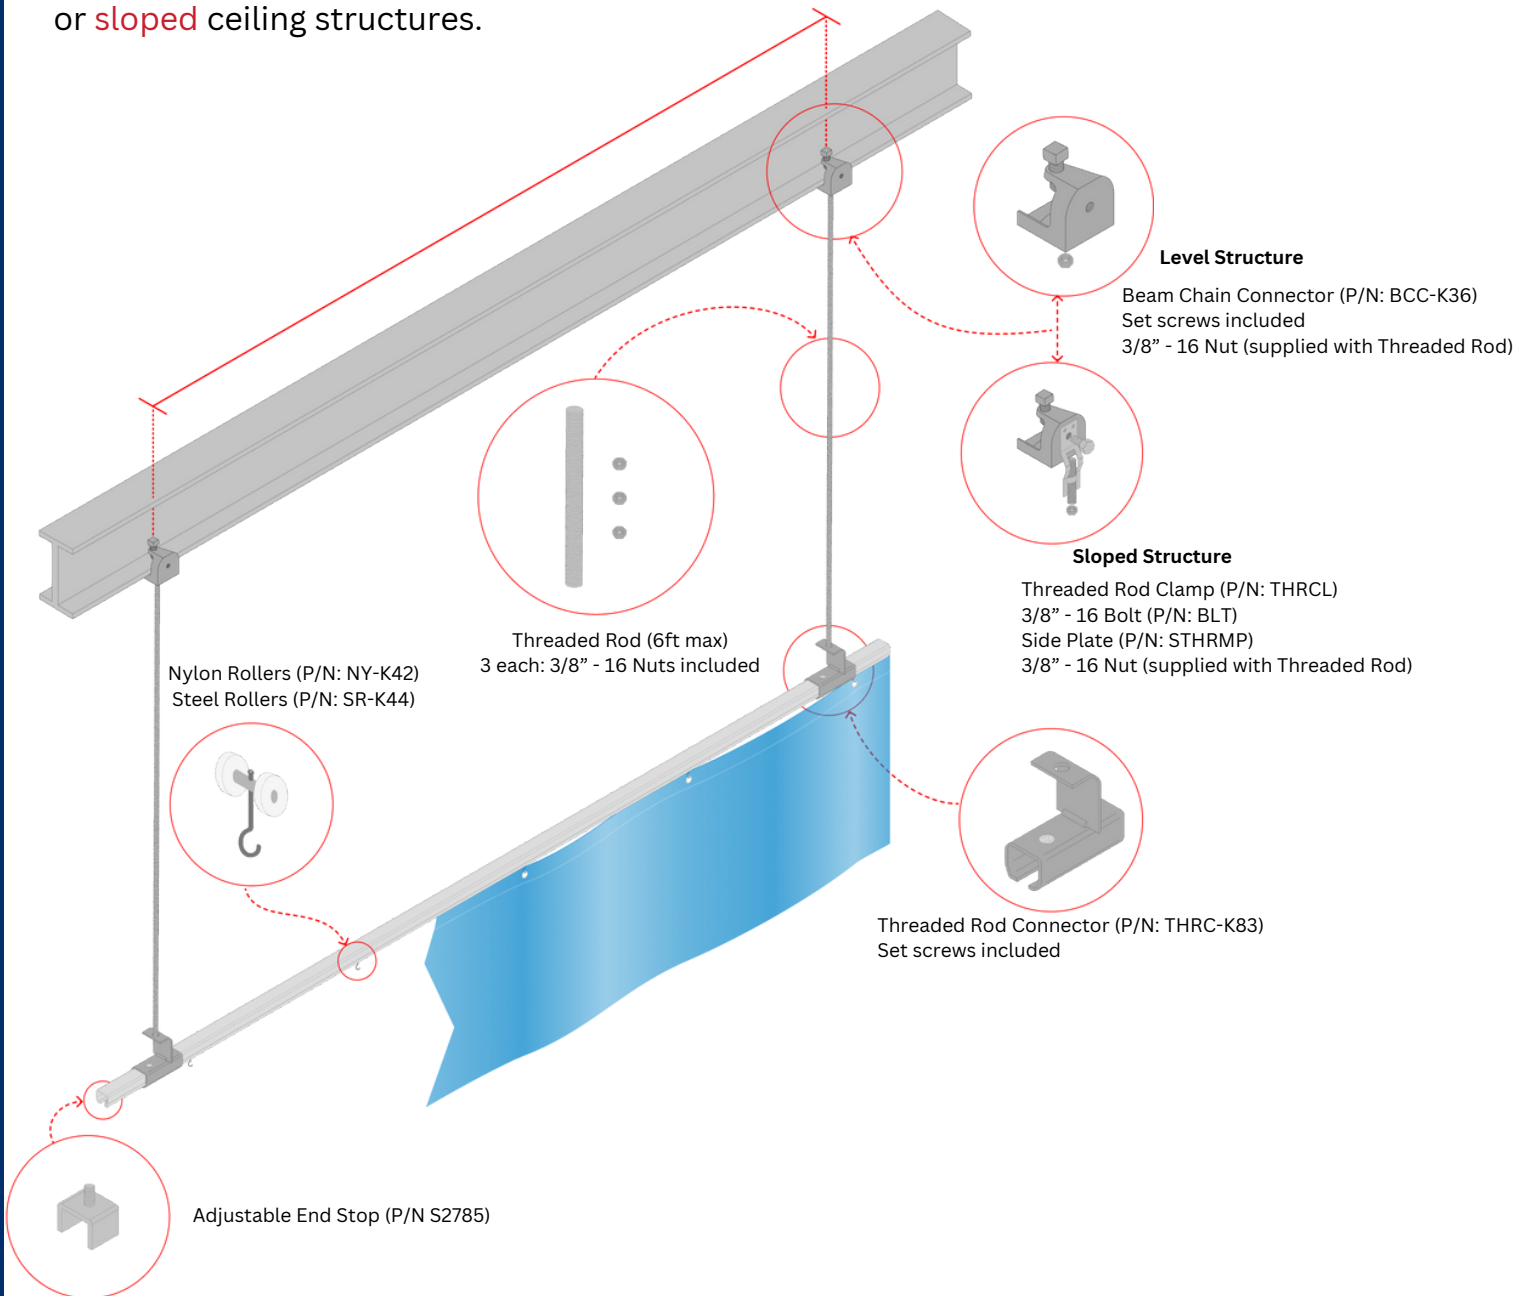 or sloped ceiling structures.
Level Structure
Beam Chain Connector (P/N: BCC-K36)
Set screws included
3/8” - 16 Nut (supplied with Threaded Rod)
Sloped Structure
Threaded Rod Clamp (P/N: THRCL)
3/8” - 16 Bolt (P/N: BLT)
Side Plate (P/N: STHRMP)
3/8” - 16 Nut (supplied with Threaded Rod)
Threaded Rod (6ft max)
3 each: 3/8” - 16 Nuts included
Nylon Rollers (P/N: NY-K42)
Steel Rollers (P/N: SR-K44)
Threaded Rod Connector (P/N: THRC-K83)
Set screws included
Adjustable End Stop (P/N S2785)